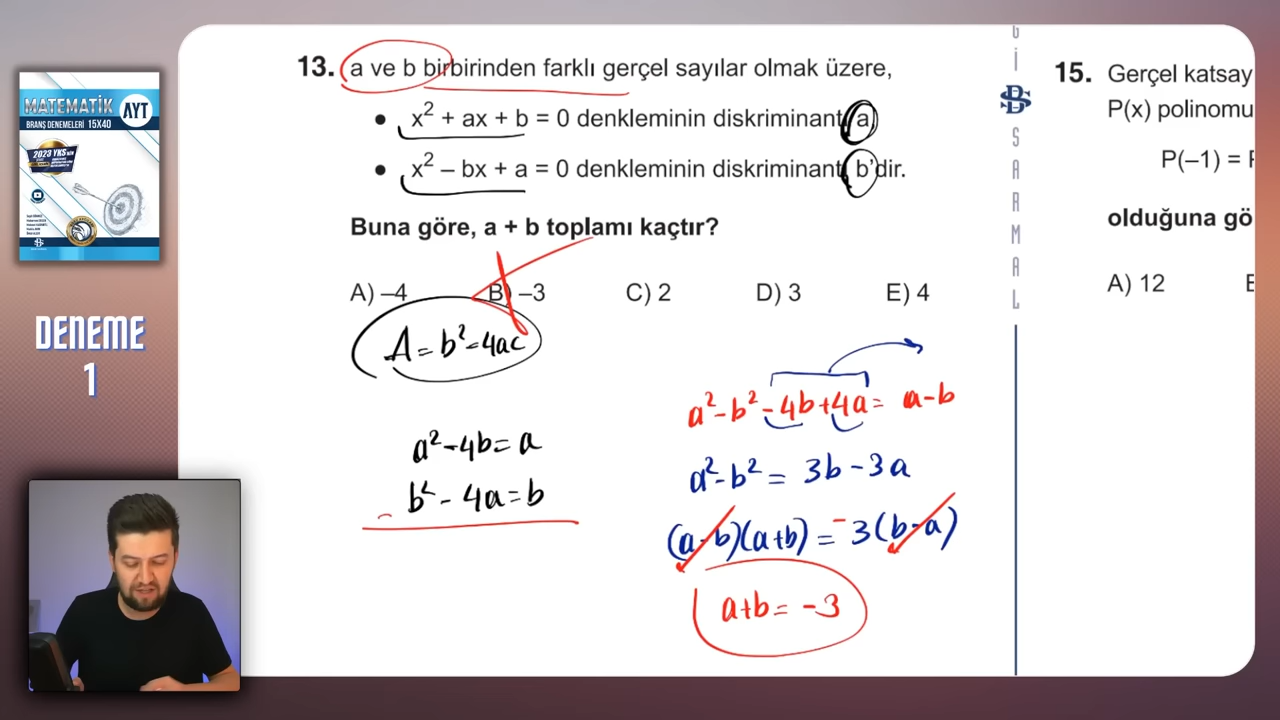 MATEMATİK AYT
BRANŞ DENEMELERİ 15X40
2023 YKS'NİN
DENEME
1
13. a ve b birbirinden farklı gerçel sayılar olmak üzere,
• x² + ax + b = 0 denkleminin diskriminantı a,
• x² – bx + a = 0 denkleminin diskriminantı b'dir.
Buna göre, a + b toplamı kaçtır?
A) –4 B) –3 C) 2 D) 3 E) 4
Δ = b² - 4ac
a² - 4b = a
b² - 4a = b
a² - b² - 4b + 4a = a - b
a² - b² = 3b - 3a
(a - b)(a + b) = -3(b - a)
a + b = -3
G
İ
S
A
R
M
A
L
15. Gerçel katsay
P(x) polinomu
P(–1) =
olduğuna gö
A) 12